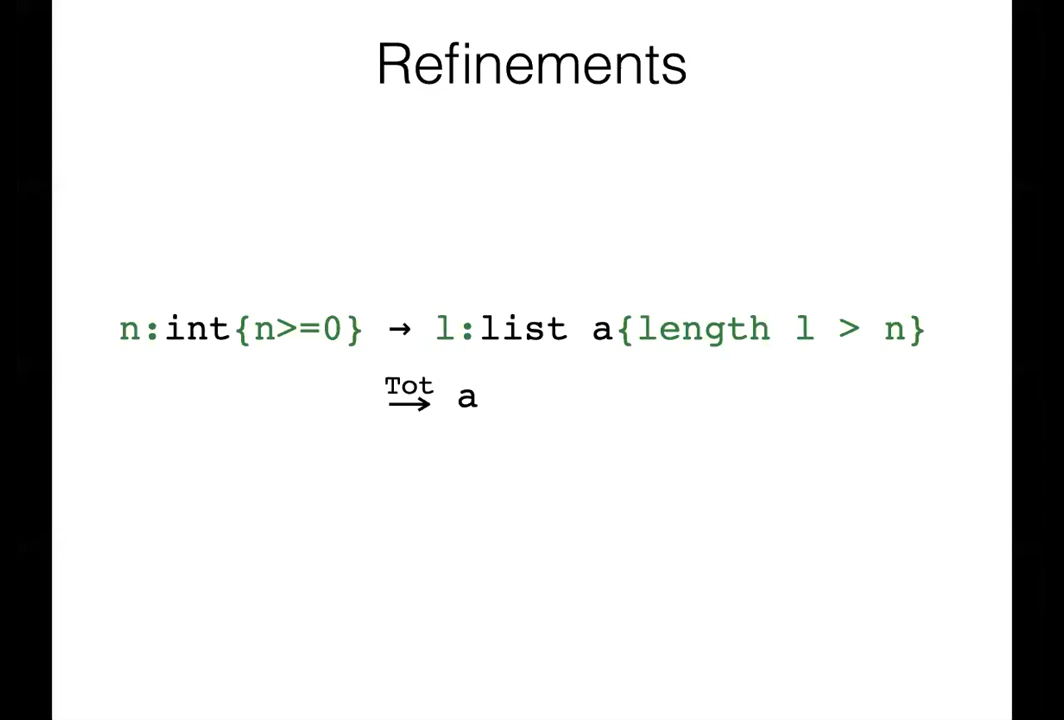 Refinements
n:int{n>=0} → l:list a{length l > n}
Tot
⟶ a